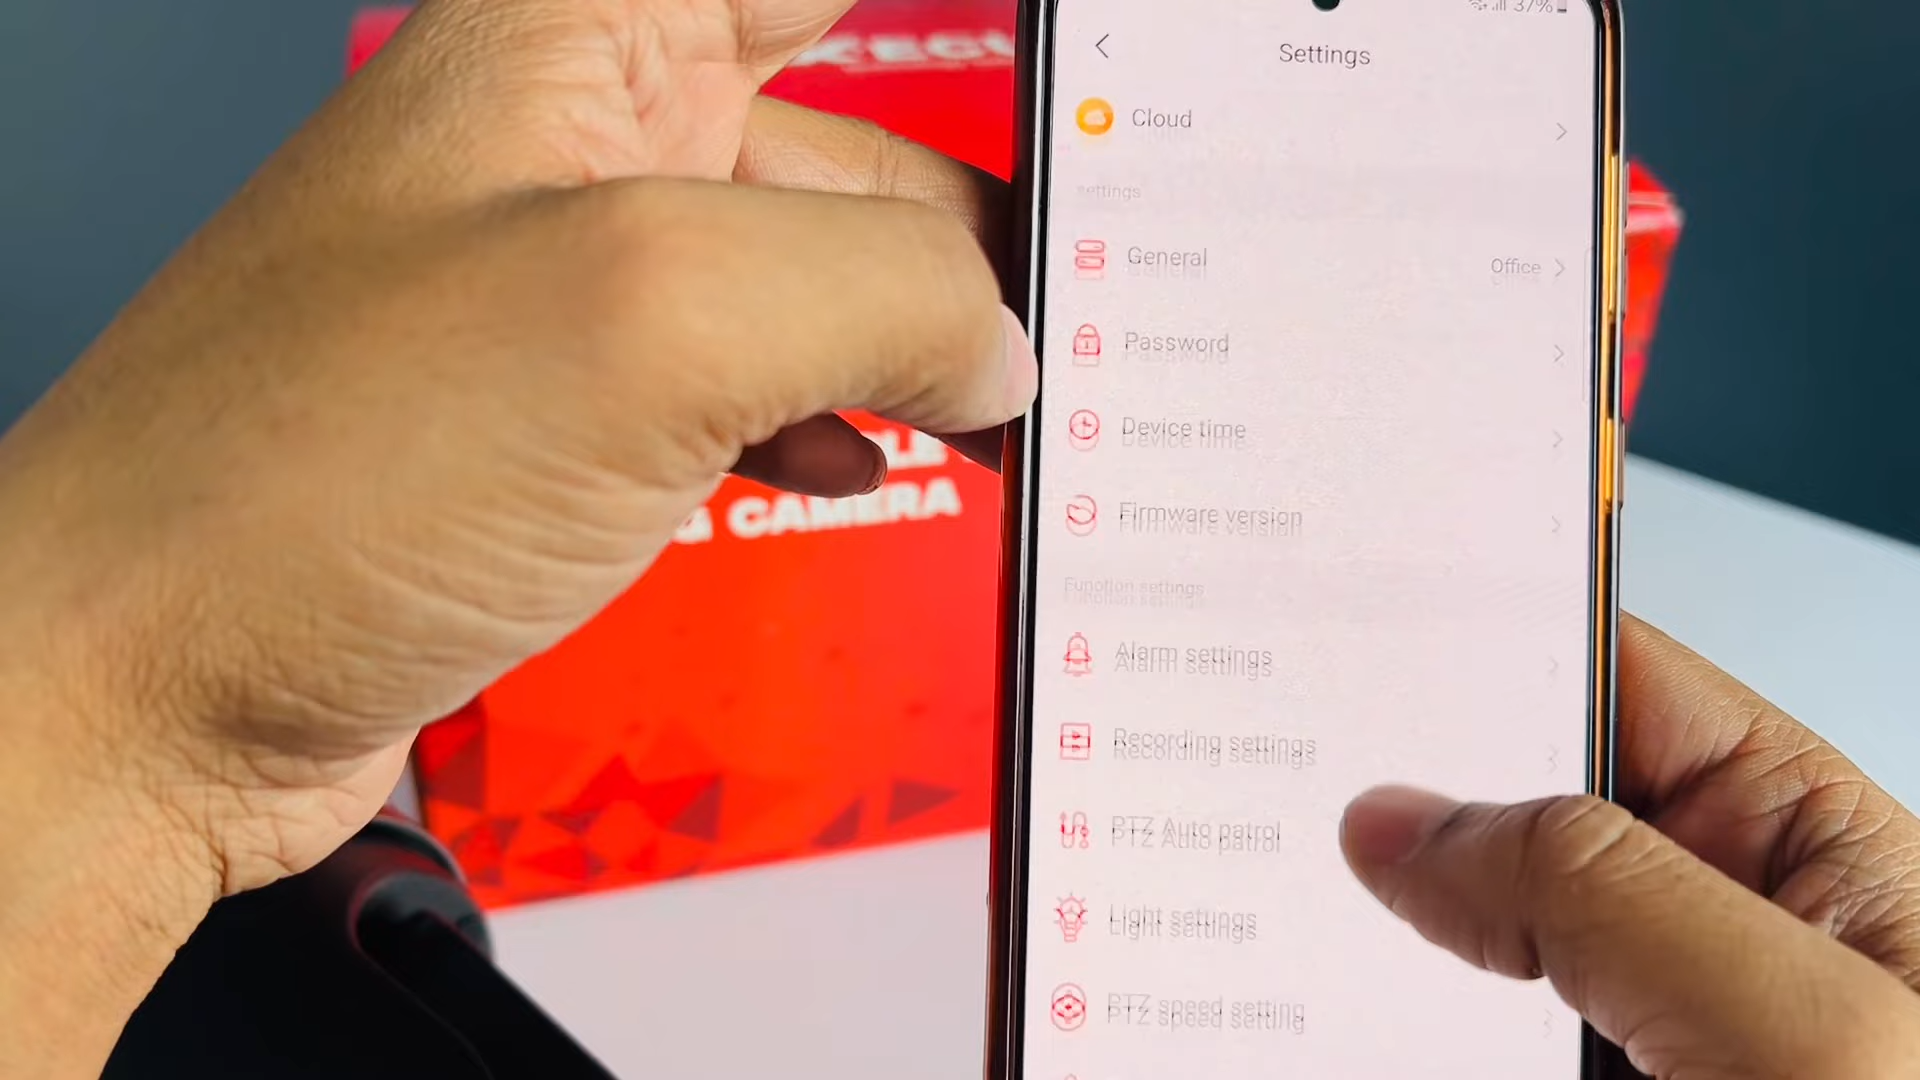 37%
Settings
Cloud
settings
General
Office
Password
Device time
Firmware version
Function settings
Alarm settings
Recording settings
PTZ Auto patrol
Light settings
PTZ speed setting
CAMERA